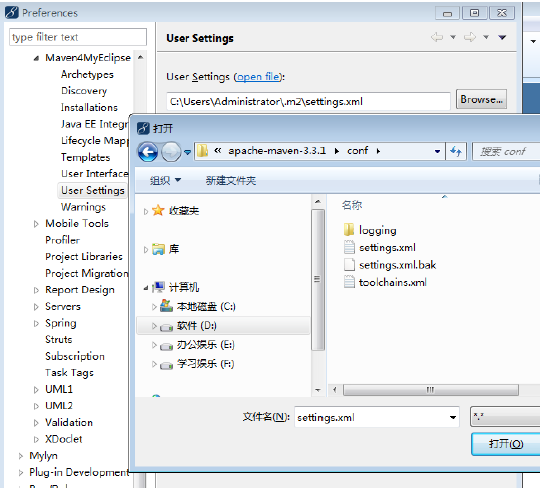 Preferences
type filter text
User Settings
Maven4MyEclipse
Archetypes
Discovery
Installations
Java EE Integr
Lifecycle Mapp
Templates
User Interface
User Settings
Warnings
Mobile Tools
Profiler
Project Libraries
Project Migration
Report Design
Servers
Spring
Struts
Subscription
Task Tags
UML1
UML2
Validation
XDoclet
Mylyn
Plug-in Development
User Settings (open file):
C:\Users\Administrator\.m2\settings.xml
Browse...
打开
« apache-maven-3.3.1 conf
搜索 conf
组织
新建文件夹
收藏夹
库
计算机
本地磁盘 (C:)
软件 (D:)
办公娱乐 (E:)
学习娱乐 (F:)
名称
logging
settings.xml
settings.xml.bak
toolchains.xml
文件名(N):
settings.xml
*.*
打开(O)